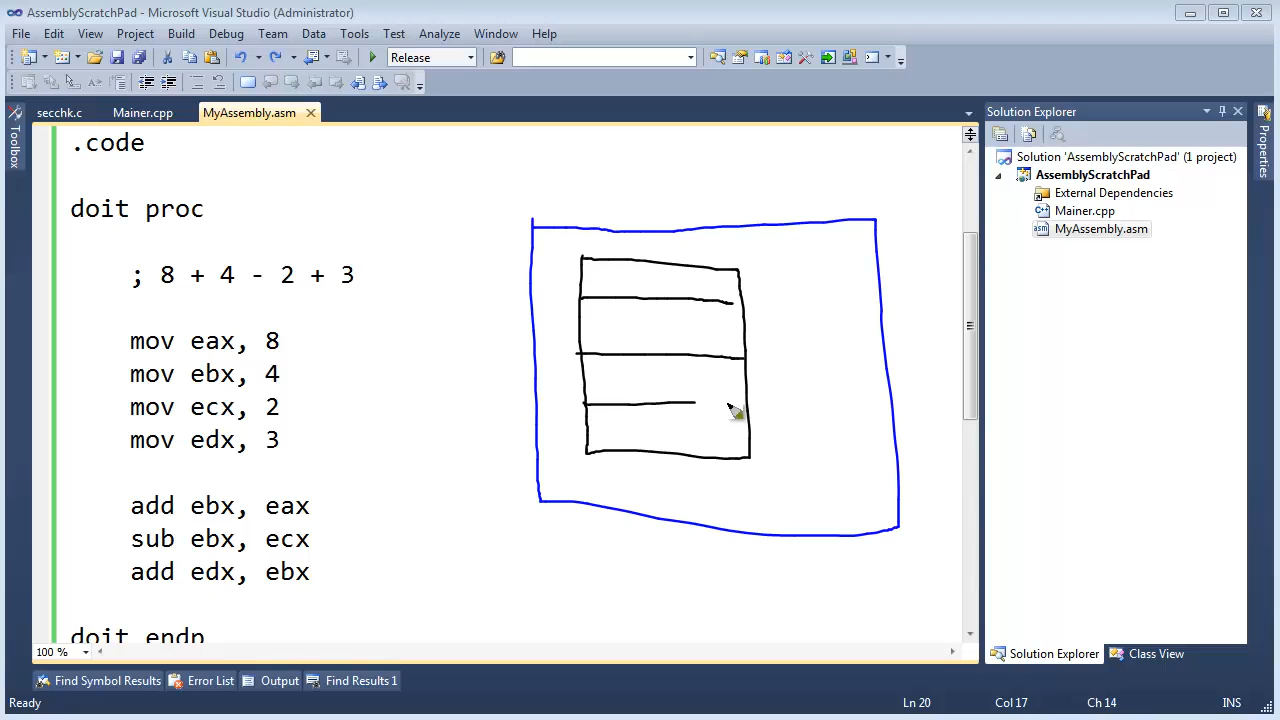 AssemblyScratchPad - Microsoft Visual Studio (Administrator)
File Edit View Project Build Debug Team Data Tools Test Analyze Window Help
Release
secchk.c Mainer.cpp MyAssembly.asm
Toolbox
.code
doit proc
; 8 + 4 - 2 + 3
mov eax, 8
mov ebx, 4
mov ecx, 2
mov edx, 3
add ebx, eax
sub ebx, ecx
add edx, ebx
doit endp
100 %
Solution Explorer
Solution 'AssemblyScratchPad' (1 project)
AssemblyScratchPad
External Dependencies
Mainer.cpp
MyAssembly.asm
Properties
Solution Explorer Class View
Find Symbol Results Error List Output Find Results 1
Ready Ln 20 Col 17 Ch 14 INS